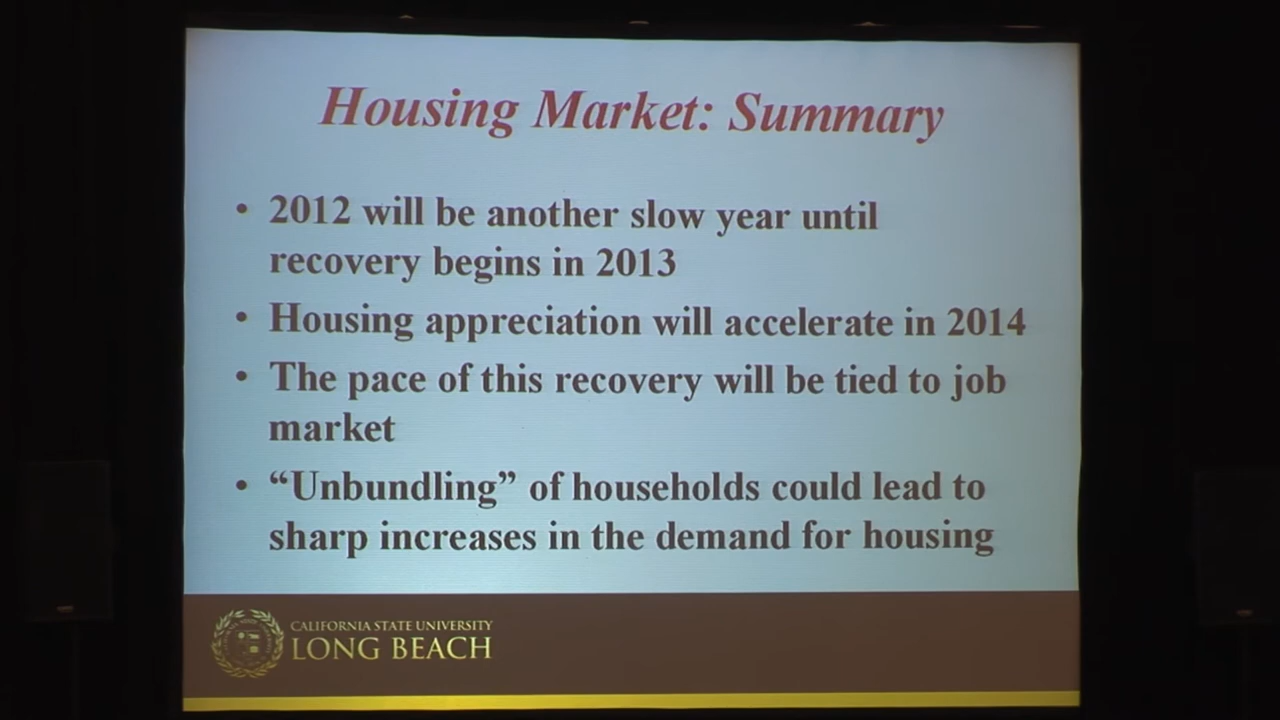 Housing Market: Summary
• 2012 will be another slow year until
recovery begins in 2013
• Housing appreciation will accelerate in 2014
• The pace of this recovery will be tied to job
market
• “Unbundling” of households could lead to
sharp increases in the demand for housing
CALIFORNIA STATE UNIVERSITY
LONG BEACH